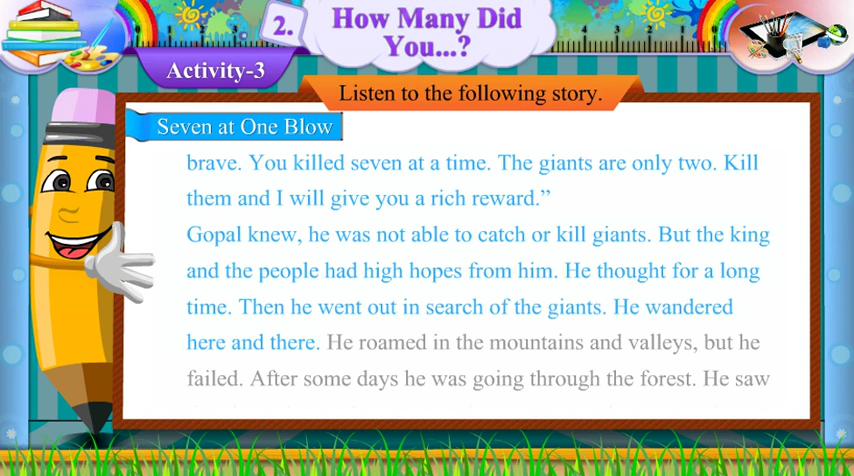 2.
How Many Did
You...?
Activity-3
Listen to the following story.
Seven at One Blow
brave. You killed seven at a time. The giants are only two. Kill
them and I will give you a rich reward.”
Gopal knew, he was not able to catch or kill giants. But the king
and the people had high hopes from him. He thought for a long
time. Then he went out in search of the giants. He wandered
here and there. He roamed in the mountains and valleys, but he
failed. After some days he was going through the forest. He saw